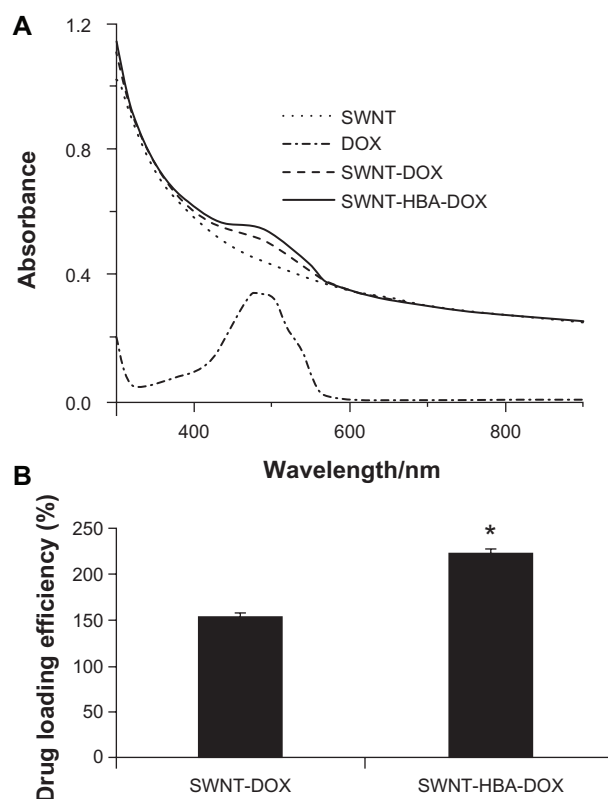 A
1.2
0.8
0.4
0.0
Absorbance
SWNT
DOX
SWNT-DOX
SWNT-HBA-DOX
400
600
800
Wavelength/nm
B
Drug loading efficiency (%)
250
200
150
100
50
0
*
SWNT-DOX
SWNT-HBA-DOX